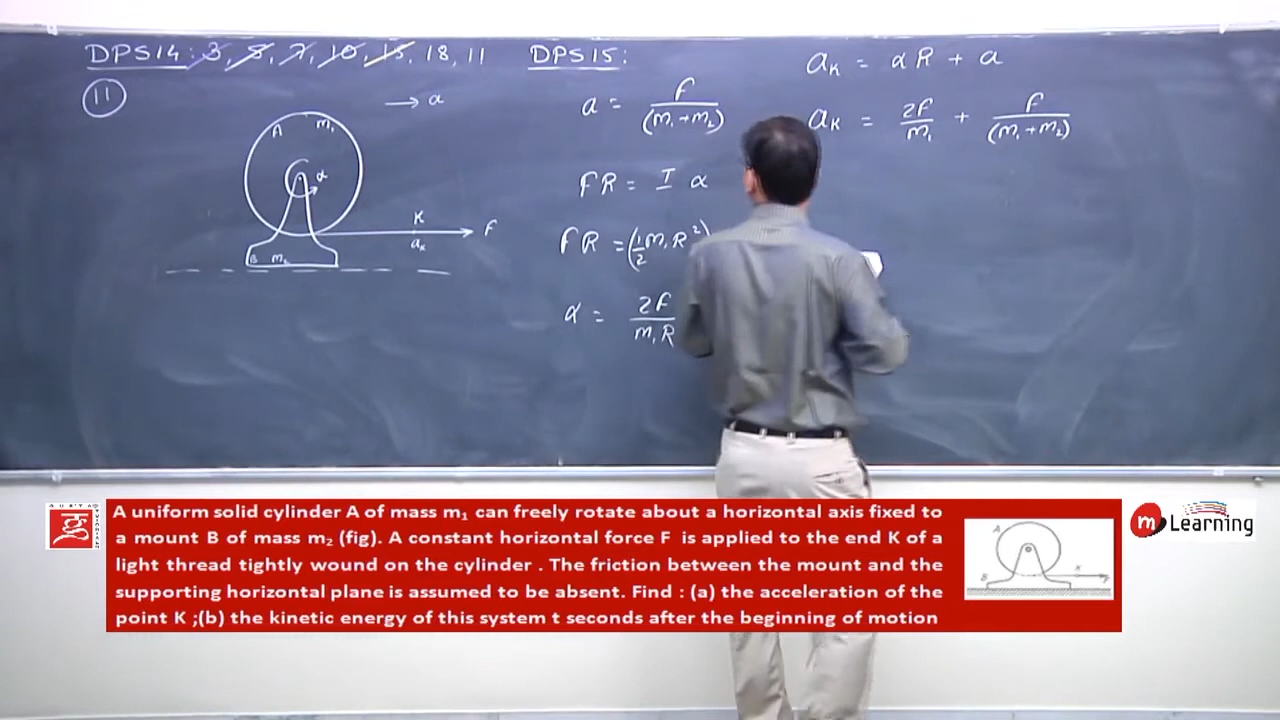 DPS14: 3, 8, 7, 10, 15, 18, 11
DPS15:
11
→ a
A
m₁
α
K
F
aₖ
B m₂
a = F/(m₁+m₂)
FR = I α
FR = (1/2 m₁R²)
α = 2F/m₁R
aₖ = αR + a
aₖ = 2F/m₁ + F/(m₁+m₂)
A uniform solid cylinder A of mass m₁ can freely rotate about a horizontal axis fixed to
a mount B of mass m₂ (fig). A constant horizontal force F is applied to the end K of a
light thread tightly wound on the cylinder . The friction between the mount and the
supporting horizontal plane is assumed to be absent. Find : (a) the acceleration of the
point K ;(b) the kinetic energy of this system t seconds after the beginning of motion
A
B
K
F
m Learning